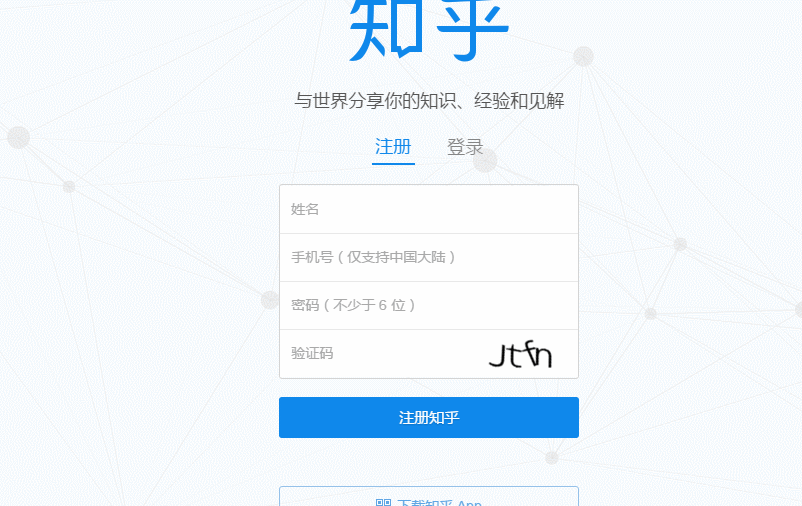 知乎
与世界分享你的知识、经验和见解
注册 登录
姓名
手机号（仅支持中国大陆）
密码（不少于 6 位）
验证码 Jtfn
注册知乎
下载知乎 App